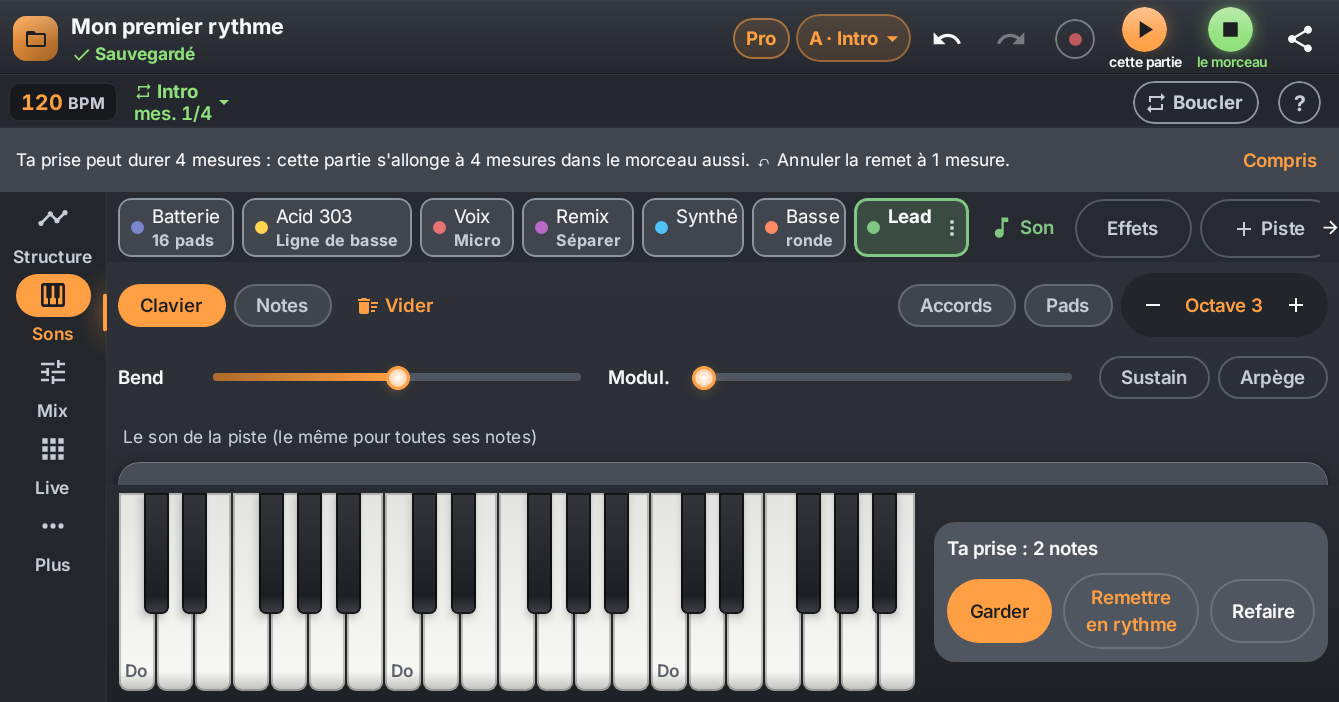 Mon premier rythme
Sauvegardé
Pro
A · Intro
cette partie
le morceau
120 BPM
Intro
mes. 1/4
Boucler
?
Ta prise peut durer 4 mesures : cette partie s'allonge à 4 mesures dans le morceau aussi. ⤺ Annuler la remet à 1 mesure.
Compris
Structure
Sons
Mix
Live
Plus
Batterie
16 pads
Acid 303
Ligne de basse
Voix
Micro
Remix
Séparer
Synthé
Basse
ronde
Lead
Son
Effets
+ Piste
Clavier
Notes
Vider
Accords
Pads
− Octave 3 +
Bend
Modul.
Sustain
Arpège
Le son de la piste (le même pour toutes ses notes)
Do
Do
Do
Ta prise : 2 notes
Garder
Remettre
en rythme
Refaire